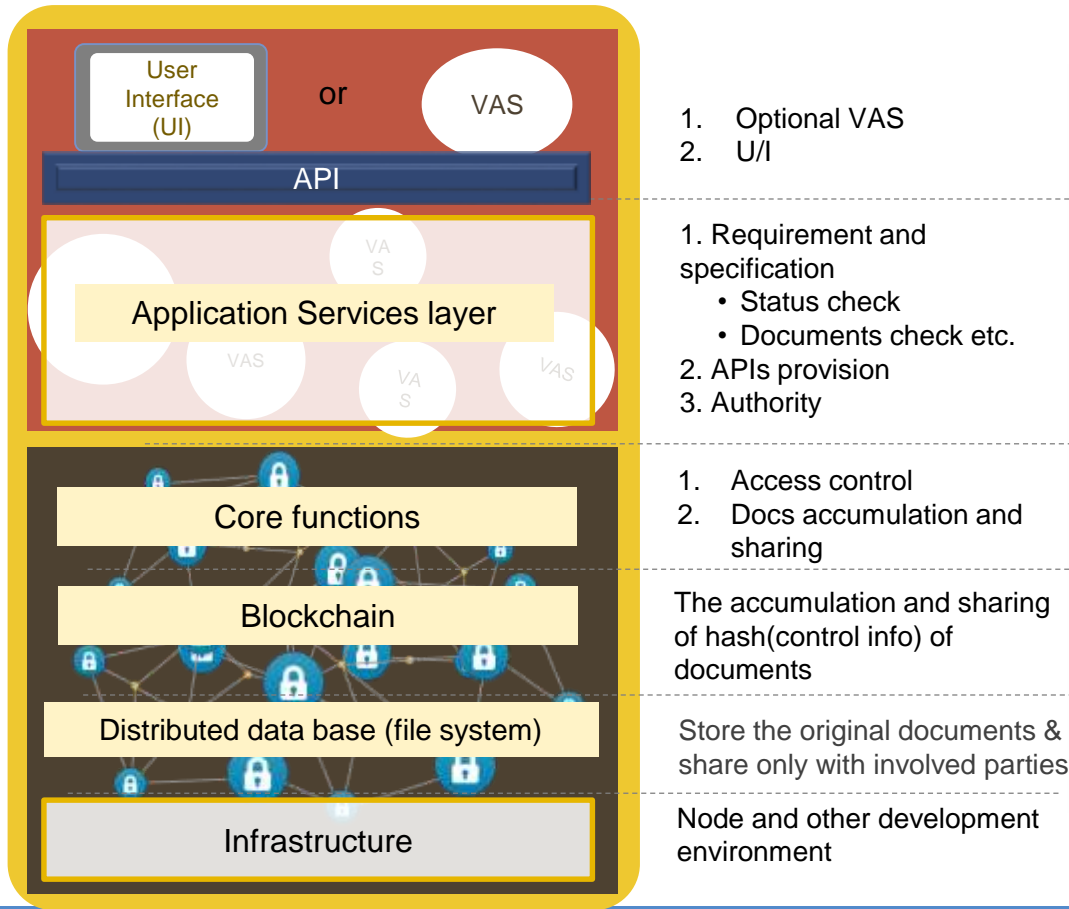 User
Interface
(UI)
or
VAS
API
1. Optional VAS
2. U/I
VA
S
Application Services layer
VAS
VA
S
VAS
1. Requirement and
specification
• Status check
• Documents check etc.
2. APIs provision
3. Authority
Core functions
1. Access control
2. Docs accumulation and
sharing
Blockchain
The accumulation and sharing
of hash(control info) of
documents
Distributed data base (file system)
Store the original documents &
share only with involved parties
Infrastructure
Node and other development
environment